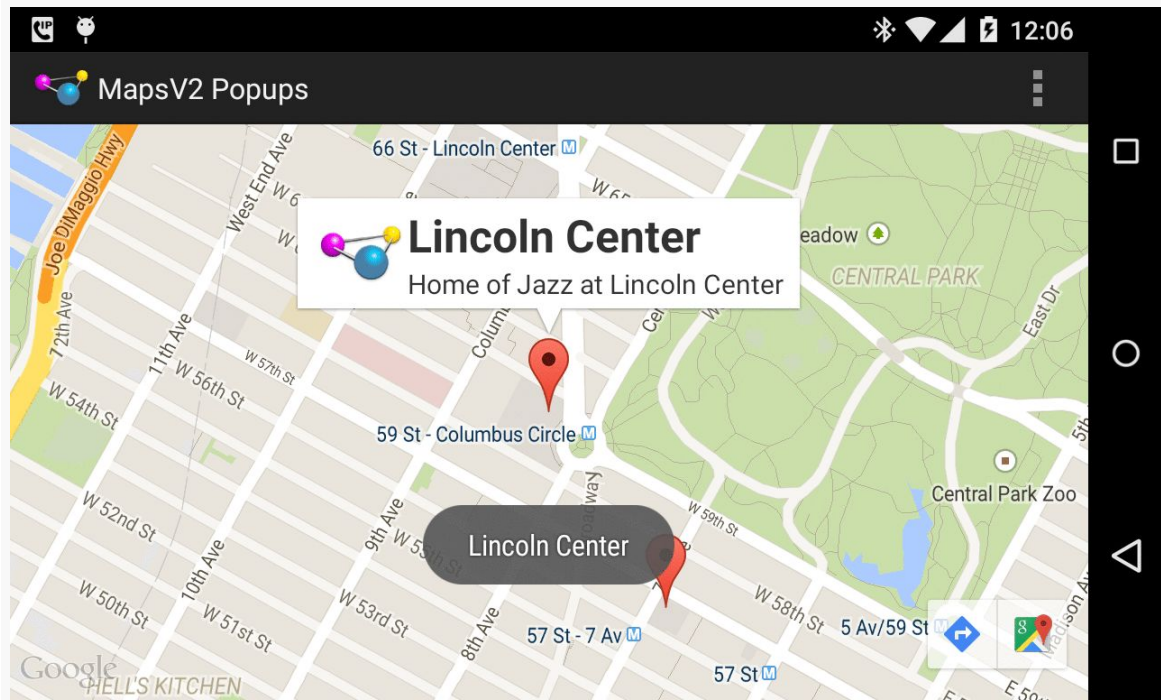 12:06
MapsV2 Popups
66 St - Lincoln Center M
Joe DiMaggio Hwy
West End Ave
Lincoln Center
Home of Jazz at Lincoln Center
eadow
CENTRAL PARK
East Dr
12th Ave
11th Ave
W 57th St
W 56th St
W 54th St
59 St - Columbus Circle M
5th
Central Park Zoo
W 52nd St
9th Ave
W 59th St
Lincoln Center
10th Ave
W 50th St
W 51st St
W 53rd St
8th Ave
57 St - 7 Av M
W 58th St
5 Av/59 St M
57 St M
Google
HELL'S KITCHEN